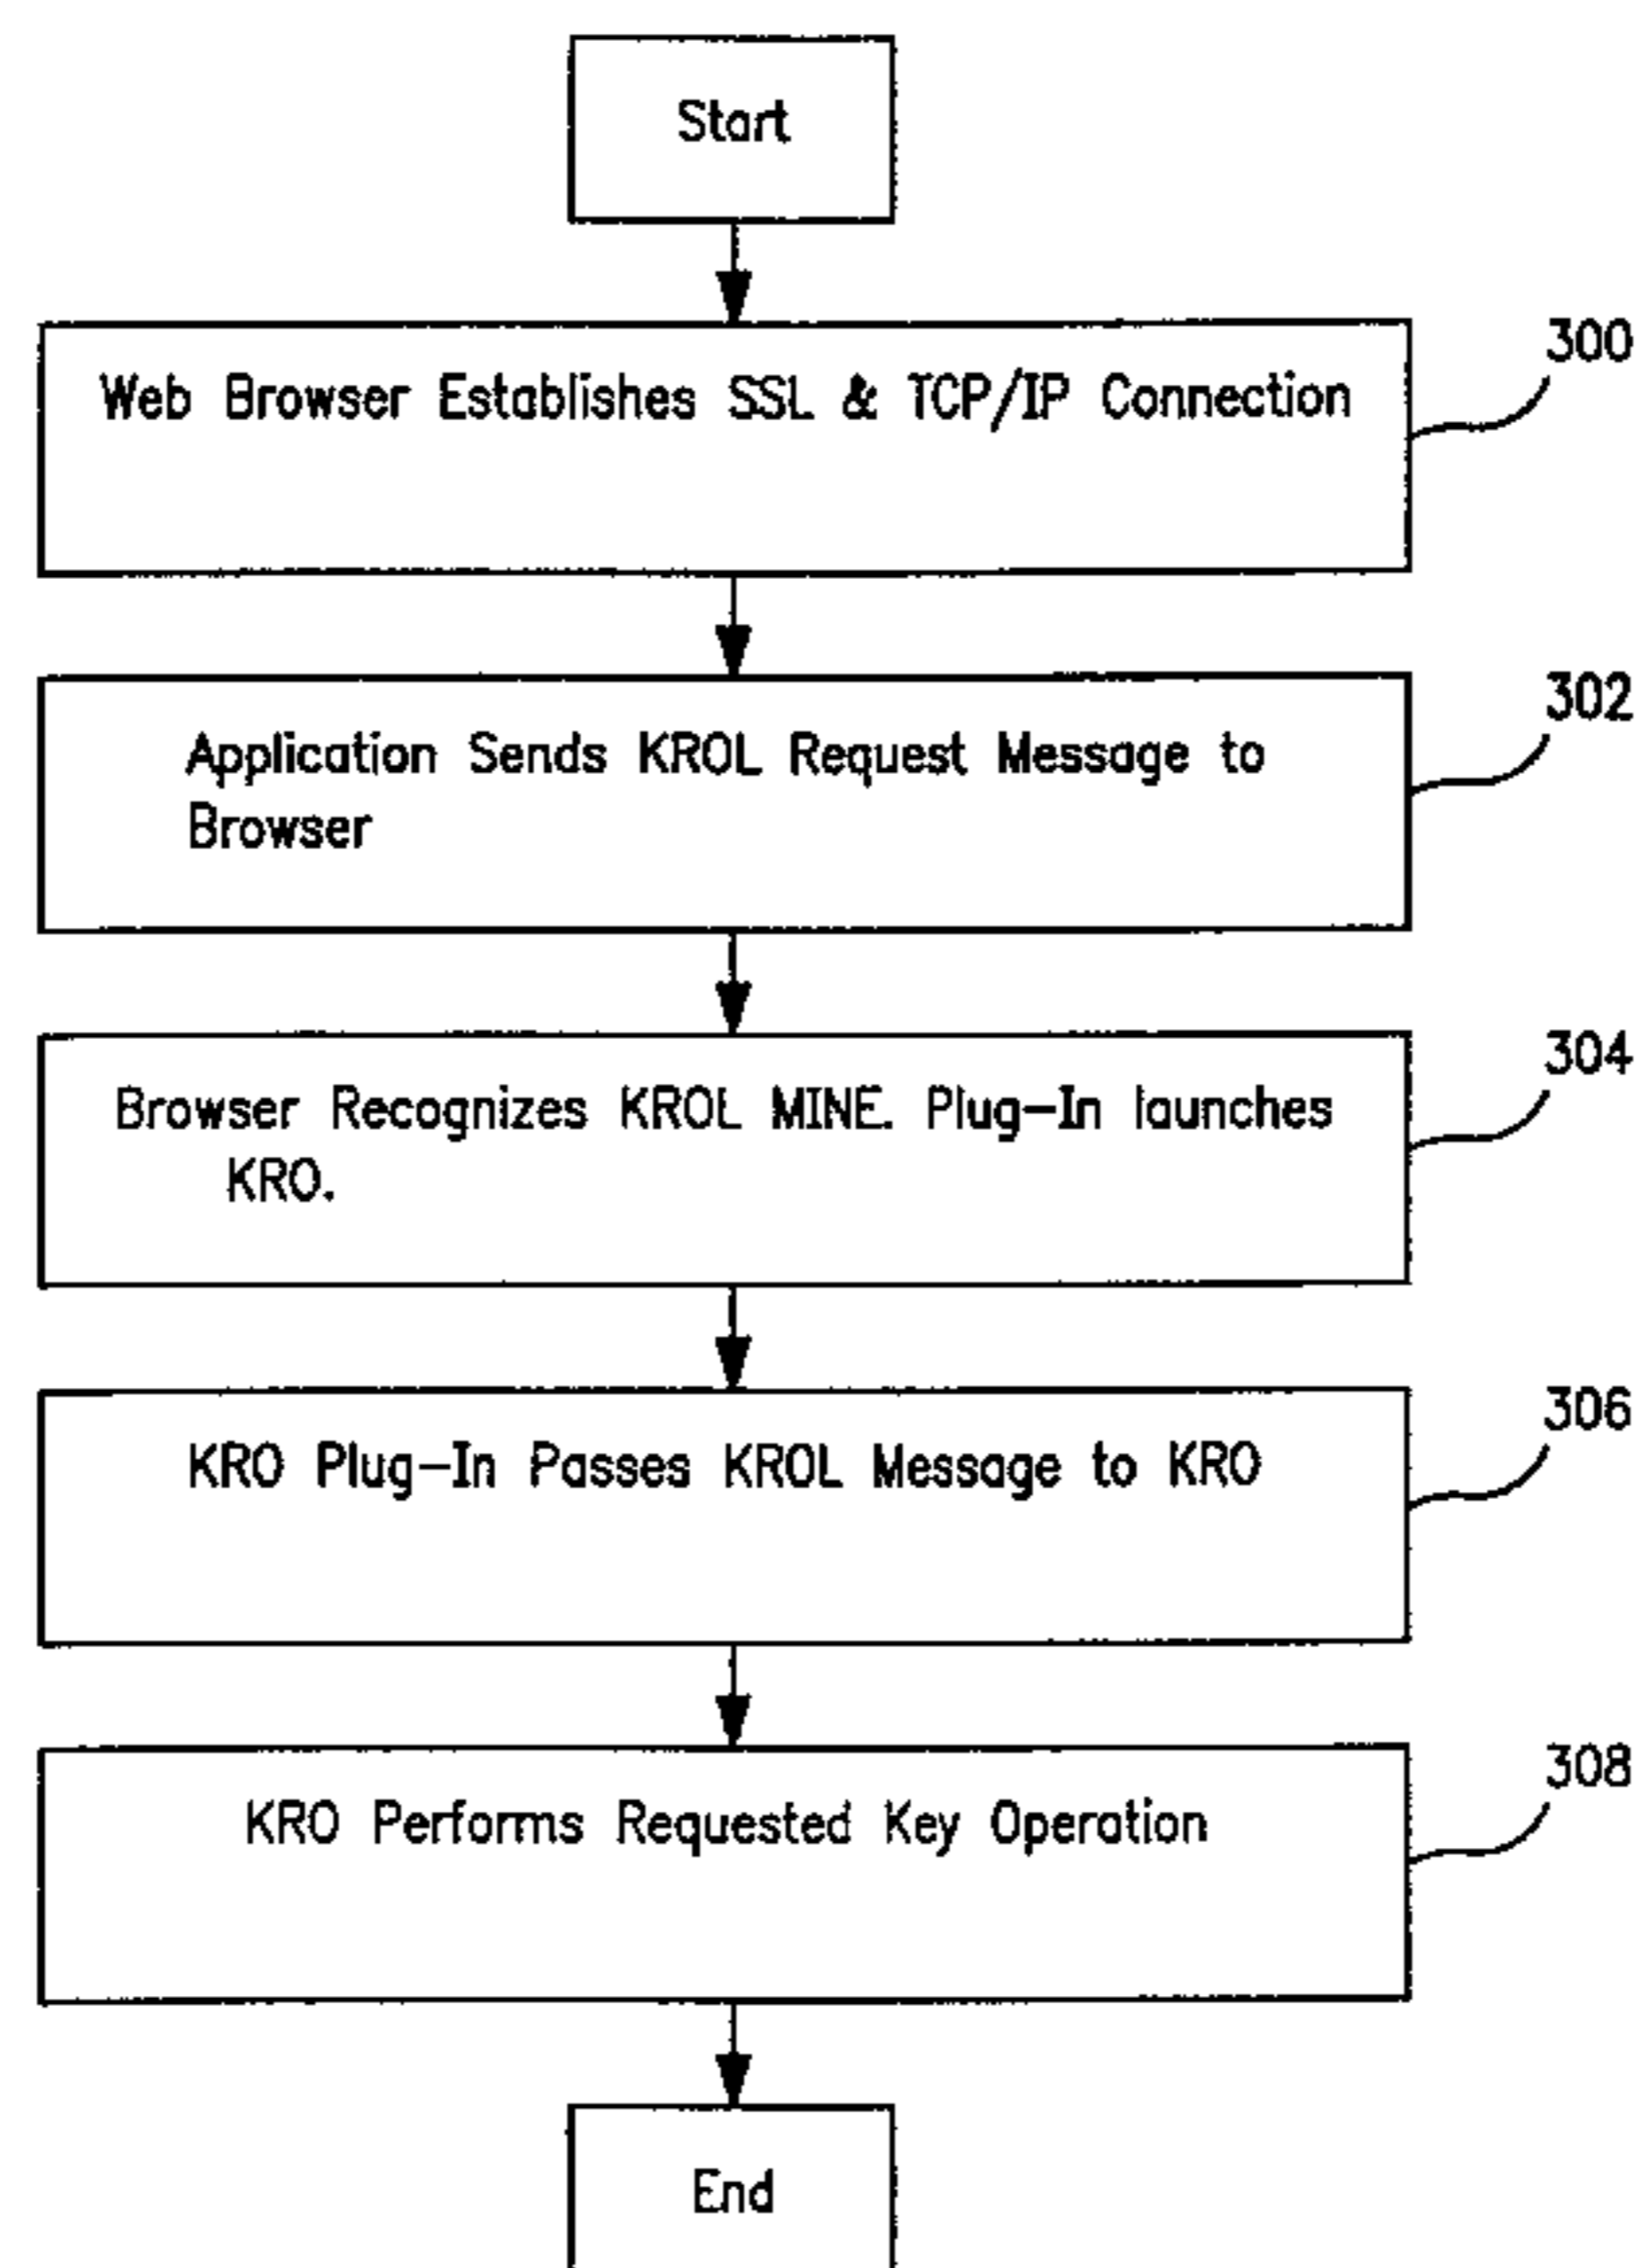 Start
300
Web Browser Establishes SSL & TCP/IP Connection
302
Application Sends KROL Request Message to
Browser
304
Browser Recognizes KROL MINE. Plug-In launches
KRO.
306
KRO Plug-In Passes KROL Message to KRO
308
KRO Performs Requested Key Operation
End